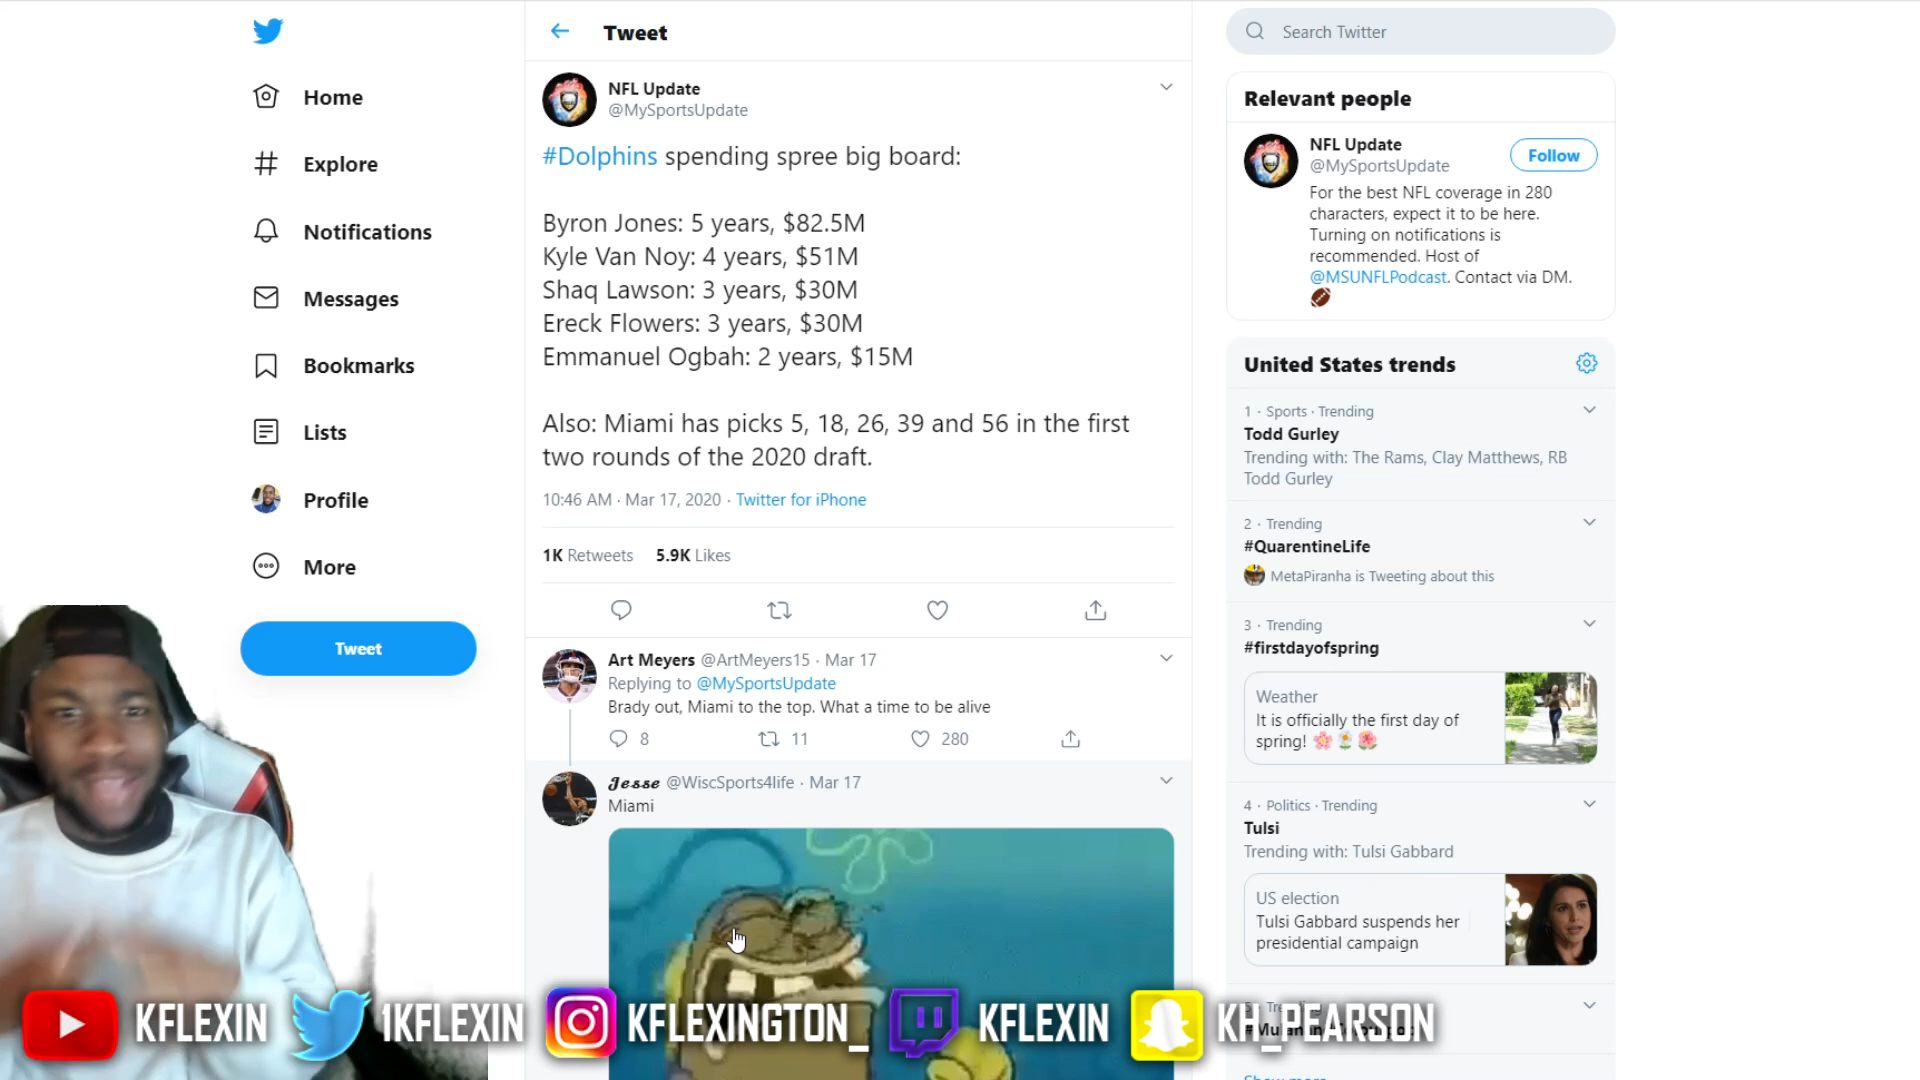 Home
Explore
Notifications
Messages
Bookmarks
Lists
Profile
More
Tweet
Tweet
NFL Update
@MySportsUpdate
#Dolphins spending spree big board:
Byron Jones: 5 years, $82.5M
Kyle Van Noy: 4 years, $51M
Shaq Lawson: 3 years, $30M
Ereck Flowers: 3 years, $30M
Emmanuel Ogbah: 2 years, $15M
Also: Miami has picks 5, 18, 26, 39 and 56 in the first
two rounds of the 2020 draft.
10:46 AM · Mar 17, 2020 · Twitter for iPhone
1K Retweets 5.9K Likes
Art Meyers @ArtMeyers15 · Mar 17
Replying to @MySportsUpdate
Brady out, Miami to the top. What a time to be alive
8 11 280
Jesse @WiscSports4life · Mar 17
Miami
Search Twitter
Relevant people
NFL Update
@MySportsUpdate
Follow
For the best NFL coverage in 280
characters, expect it to be here.
Turning on notifications is
recommended. Host of
@MSUNFLPodcast. Contact via DM.
🏈
United States trends
1 · Sports · Trending
Todd Gurley
Trending with: The Rams, Clay Matthews, RB
Todd Gurley
2 · Trending
#QuarentineLife
MetaPiranha is Tweeting about this
3 · Trending
#firstdayofspring
Weather
It is officially the first day of
spring! 🌸🌼🌺
4 · Politics · Trending
Tulsi
Trending with: Tulsi Gabbard
US election
Tulsi Gabbard suspends her
presidential campaign
KFLEXIN 1KFLEXIN KFLEXINGTON_ KFLEXIN KH_PEARSON